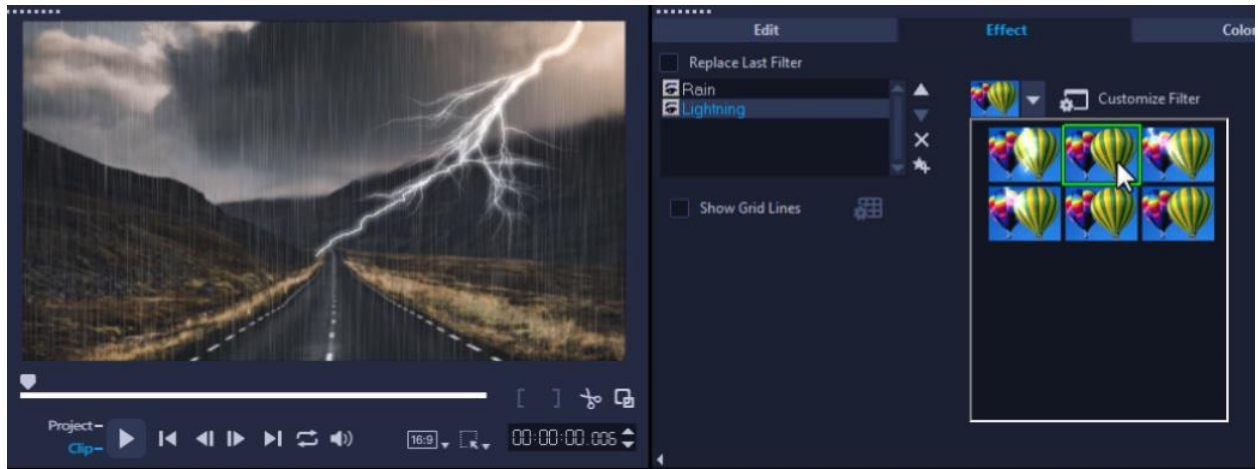 Edit
Effect
Color
Replace Last Filter
Rain
Lightning
Customize Filter
Show Grid Lines
Project
Clip
16:9
00:00:00.006